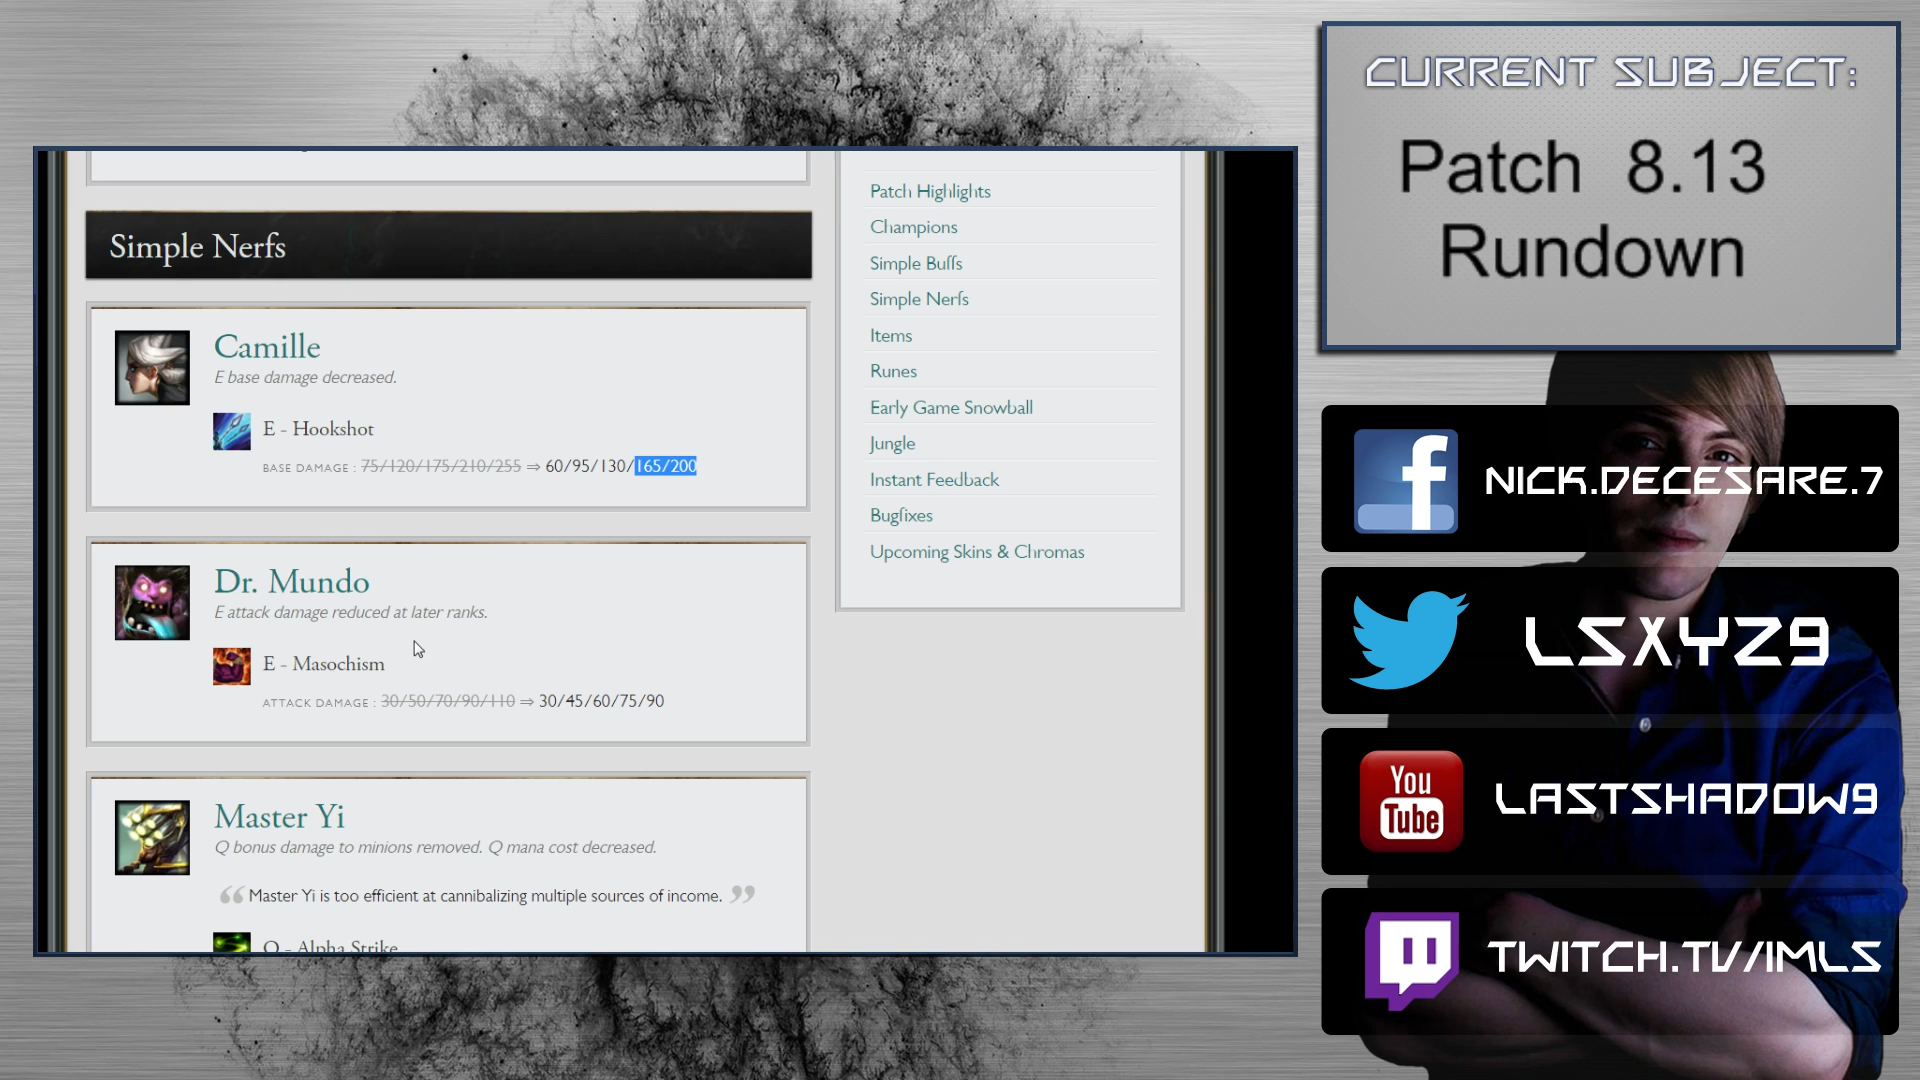 Simple Nerfs
Camille
E base damage decreased.
E - Hookshot
BASE DAMAGE : 75/120/175/210/255 ⇒ 60/95/130/165/200
Dr. Mundo
E attack damage reduced at later ranks.
E - Masochism
ATTACK DAMAGE : 30/50/70/90/110 ⇒ 30/45/60/75/90
Master Yi
Q bonus damage to minions removed. Q mana cost decreased.
“ Master Yi is too efficient at cannibalizing multiple sources of income. ”
Q - Alpha Strike
Patch Highlights
Champions
Simple Buffs
Simple Nerfs
Items
Runes
Early Game Snowball
Jungle
Instant Feedback
Bugfixes
Upcoming Skins & Chromas
CURRENT SUBJECT:
Patch 8.13
Rundown
f
NICK.DECESARE.7
LSXYZ9
You
Tube
LASTSHADOW9
TWITCH.TV/IMLS